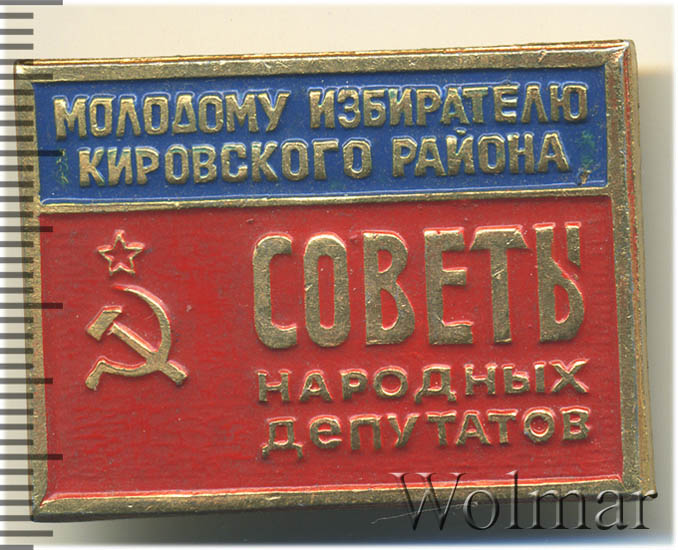 МОЛОДОМУ ИЗБИРАТЕЛЮ
КИРОВСКОГО РАЙОНА
СОВЕТЫ
НАРОДНЫХ
ДЕПУТАТОВ
Wolmar